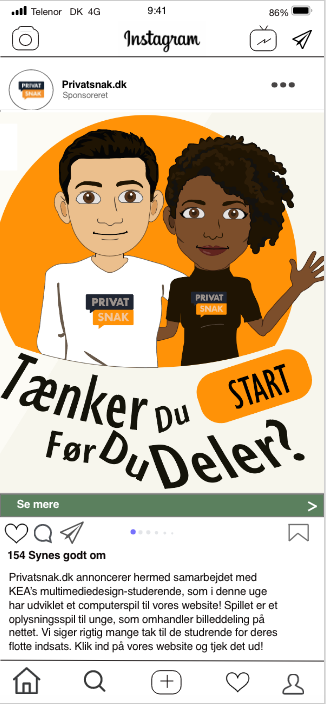 Telenor DK 4G 9:41 86%
Instagram
PRIVAT
SNAK
Privatsnak.dk
Sponsoreret
PRIVAT
SNAK
PRIVAT
SNAK
START
Tænker Du
Før Du Deler?
Se mere
154 Synes godt om
Privatsnak.dk annoncerer hermed samarbejdet med
KEA's multimediedesign-studerende, som i denne uge
har udviklet et computerspil til vores website! Spillet er et
oplysningsspil til unge, som omhandler billeddeling på
nettet. Vi siger rigtig mange tak til de studrende for deres
flotte indsats. Klik ind på vores website og tjek det ud!